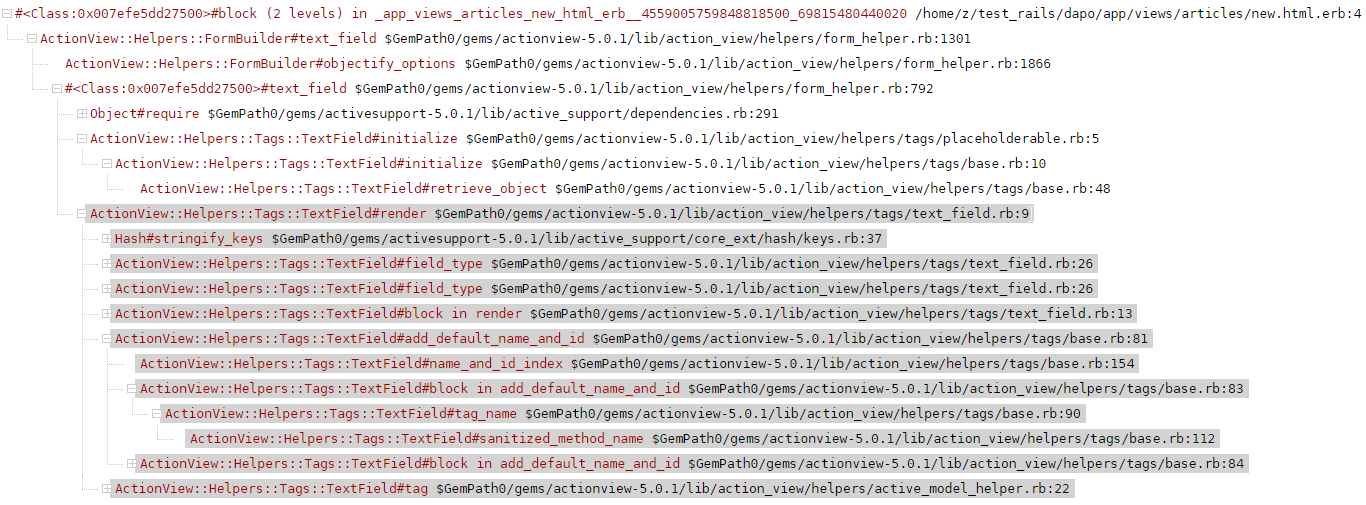 #<Class:0x007efe5dd27500>#block (2 levels) in _app_views_articles_new_html_erb__4559005759848818500_69815480440020 /home/z/test_rails/dapo/app/views/articles/new.html.erb:4
ActionView::Helpers::FormBuilder#text_field $GemPath0/gems/actionview-5.0.1/lib/action_view/helpers/form_helper.rb:1301
ActionView::Helpers::FormBuilder#objectify_options $GemPath0/gems/actionview-5.0.1/lib/action_view/helpers/form_helper.rb:1866
#<Class:0x007efe5dd27500>#text_field $GemPath0/gems/actionview-5.0.1/lib/action_view/helpers/form_helper.rb:792
Object#require $GemPath0/gems/activesupport-5.0.1/lib/active_support/dependencies.rb:291
ActionView::Helpers::Tags::TextField#initialize $GemPath0/gems/actionview-5.0.1/lib/action_view/helpers/tags/placeholderable.rb:5
ActionView::Helpers::Tags::TextField#initialize $GemPath0/gems/actionview-5.0.1/lib/action_view/helpers/tags/base.rb:10
ActionView::Helpers::Tags::TextField#retrieve_object $GemPath0/gems/actionview-5.0.1/lib/action_view/helpers/tags/base.rb:48
ActionView::Helpers::Tags::TextField#render $GemPath0/gems/actionview-5.0.1/lib/action_view/helpers/tags/text_field.rb:9
Hash#stringify_keys $GemPath0/gems/activesupport-5.0.1/lib/active_support/core_ext/hash/keys.rb:37
ActionView::Helpers::Tags::TextField#field_type $GemPath0/gems/actionview-5.0.1/lib/action_view/helpers/tags/text_field.rb:26
ActionView::Helpers::Tags::TextField#field_type $GemPath0/gems/actionview-5.0.1/lib/action_view/helpers/tags/text_field.rb:26
ActionView::Helpers::Tags::TextField#block in render $GemPath0/gems/actionview-5.0.1/lib/action_view/helpers/tags/text_field.rb:13
ActionView::Helpers::Tags::TextField#add_default_name_and_id $GemPath0/gems/actionview-5.0.1/lib/action_view/helpers/tags/base.rb:81
ActionView::Helpers::Tags::TextField#name_and_id_index $GemPath0/gems/actionview-5.0.1/lib/action_view/helpers/tags/base.rb:154
ActionView::Helpers::Tags::TextField#block in add_default_name_and_id $GemPath0/gems/actionview-5.0.1/lib/action_view/helpers/tags/base.rb:83
ActionView::Helpers::Tags::TextField#tag_name $GemPath0/gems/actionview-5.0.1/lib/action_view/helpers/tags/base.rb:90
ActionView::Helpers::Tags::TextField#sanitized_method_name $GemPath0/gems/actionview-5.0.1/lib/action_view/helpers/tags/base.rb:112
ActionView::Helpers::Tags::TextField#block in add_default_name_and_id $GemPath0/gems/actionview-5.0.1/lib/action_view/helpers/tags/base.rb:84
ActionView::Helpers::Tags::TextField#tag $GemPath0/gems/actionview-5.0.1/lib/action_view/helpers/active_model_helper.rb:22